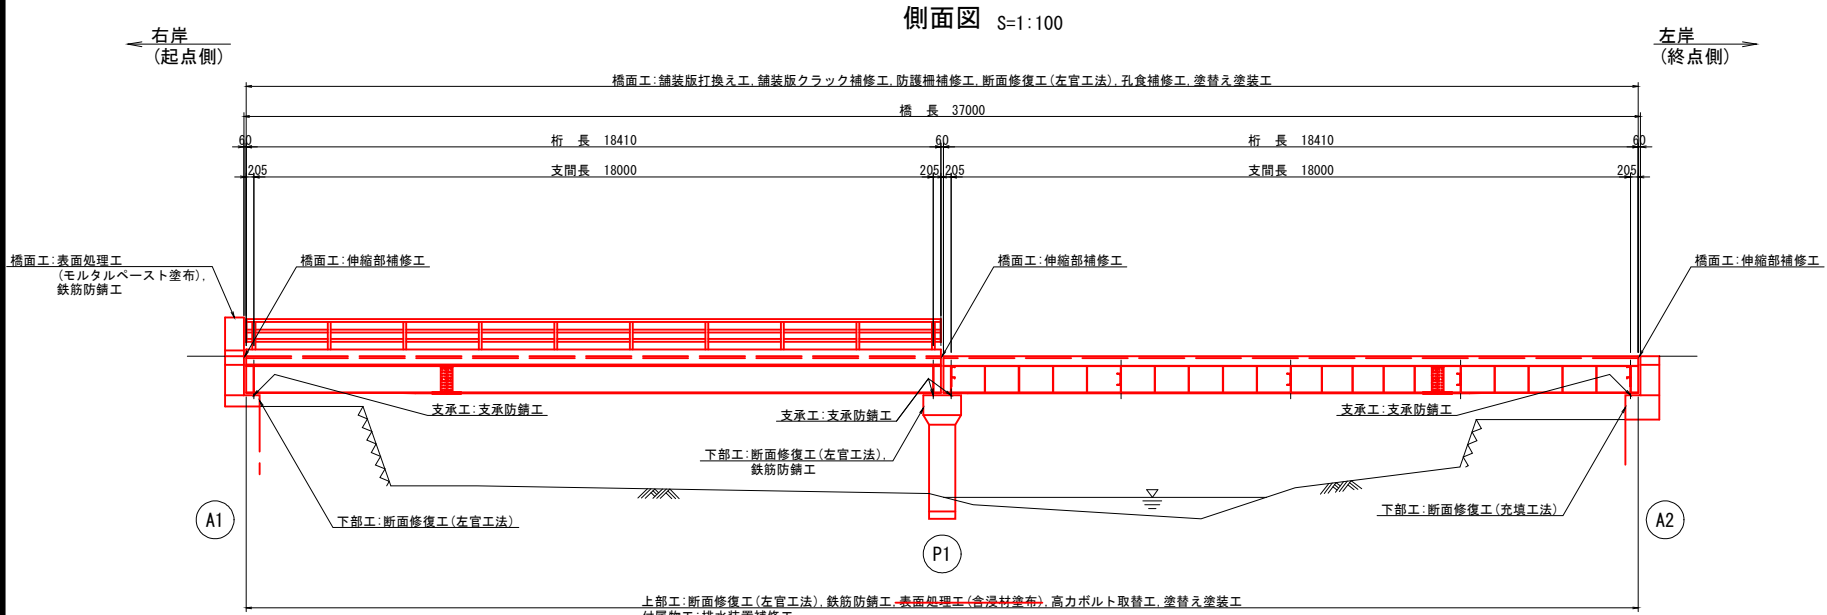 側面図 S=1:100
右岸
(起点側)
左岸
(終点側)
橋面工:舗装版打換え工, 舗装版クラック補修工, 防護柵補修工, 断面修復工(左官工法), 孔食補修工, 塗替え塗装工
橋 長 37000
60 桁 長 18410 60 桁 長 18410 60
205 支間長 18000 205 205 支間長 18000 205
橋面工:表面処理工
(モルタルペースト塗布),
鉄筋防錆工
橋面工:伸縮部補修工
橋面工:伸縮部補修工
橋面工:伸縮部補修工
支承工:支承防錆工
支承工:支承防錆工
支承工:支承防錆工
下部工:断面修復工(左官工法),
鉄筋防錆工
下部工:断面修復工(左官工法)
下部工:断面修復工(充填工法)
A1
P1
A2
上部工:断面修復工(左官工法), 鉄筋防錆工, 表面処理工(含浸材塗布), 高力ボルト取替工, 塗替え塗装工
付属物工:排水装置補修工